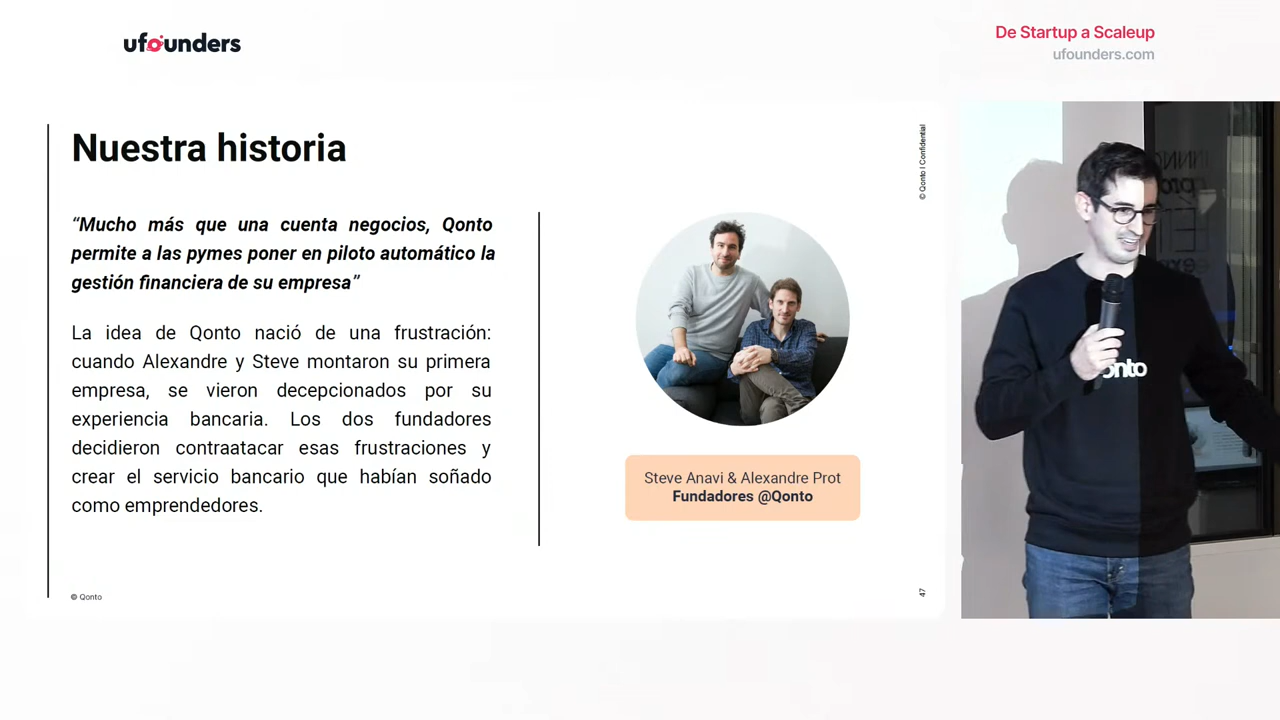 ufounders
De Startup a Scaleup
ufounders.com
Nuestra historia
© Qonto I Confidential
“Mucho más que una cuenta negocios, Qonto
permite a las pymes poner en piloto automático la
gestión financiera de su empresa”
La idea de Qonto nació de una frustración:
cuando Alexandre y Steve montaron su primera
empresa, se vieron decepcionados por su
experiencia bancaria. Los dos fundadores
decidieron contraatacar esas frustraciones y
crear el servicio bancario que habían soñado
como emprendedores.
Steve Anavi & Alexandre Prot
Fundadores @Qonto
© Qonto
47
onto